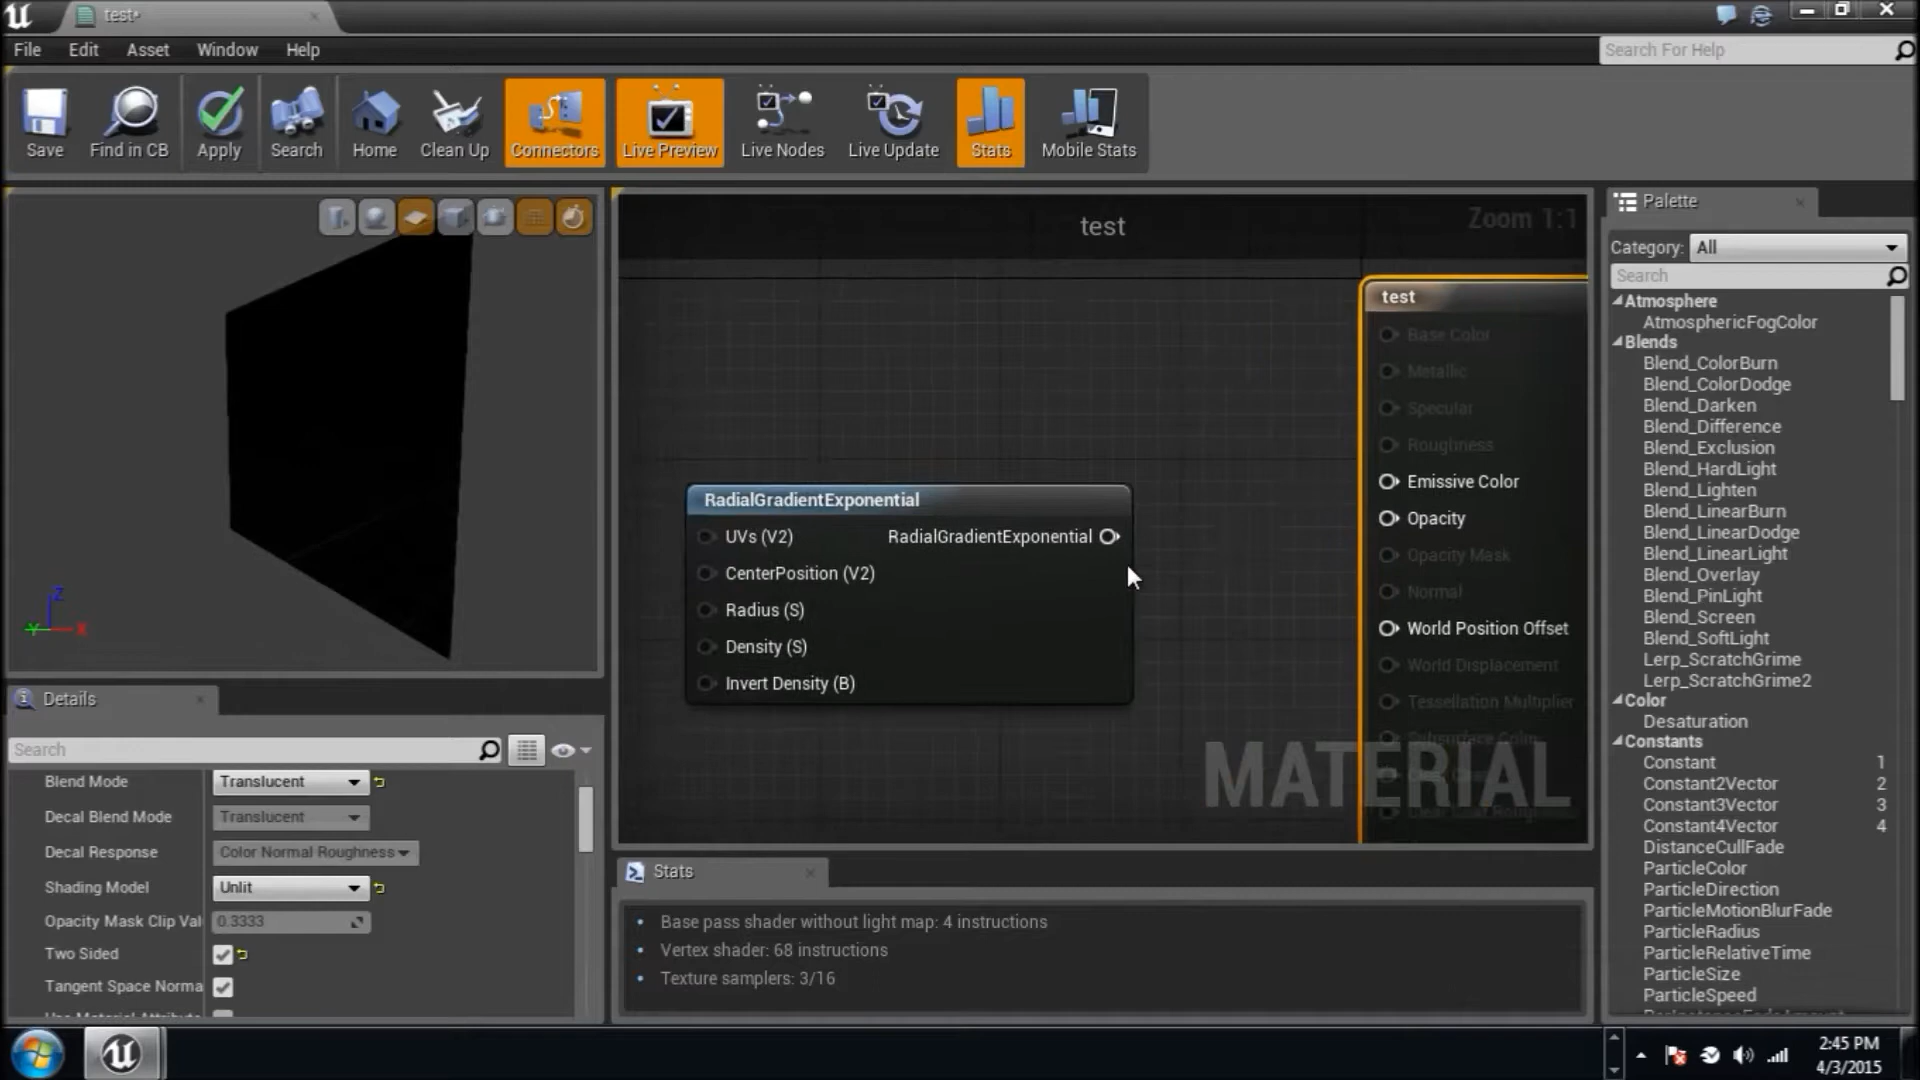 test*
File Edit Asset Window Help
Search For Help
Save Find in CB Apply Search Home Clean Up Connectors Live Preview Live Nodes Live Update Stats Mobile Stats
test
Zoom 1:1
test
Base Color
Metallic
Specular
Roughness
Emissive Color
Opacity
Opacity Mask
Normal
World Position Offset
World Displacement
Tessellation Multiplier
Subsurface Color
RadialGradientExponential
UVs (V2) RadialGradientExponential
CenterPosition (V2)
Radius (S)
Density (S)
Invert Density (B)
MATERIAL
Z
Y
X
Palette
Category: All
Search
Atmosphere
AtmosphericFogColor
Blends
Blend_ColorBurn
Blend_ColorDodge
Blend_Darken
Blend_Difference
Blend_Exclusion
Blend_HardLight
Blend_Lighten
Blend_LinearBurn
Blend_LinearDodge
Blend_LinearLight
Blend_Overlay
Blend_PinLight
Blend_Screen
Blend_SoftLight
Lerp_ScratchGrime
Lerp_ScratchGrime2
Color
Desaturation
Constants
Constant 1
Constant2Vector 2
Constant3Vector 3
Constant4Vector 4
DistanceCullFade
ParticleColor
ParticleDirection
ParticleMotionBlurFade
ParticleRadius
ParticleRelativeTime
ParticleSize
ParticleSpeed
Details
Search
Blend Mode Translucent
Decal Blend Mode Translucent
Decal Response Color Normal Roughness
Shading Model Unlit
Opacity Mask Clip Val 0.3333
Two Sided
Tangent Space Norma
Stats
Base pass shader without light map: 4 instructions
Vertex shader: 68 instructions
Texture samplers: 3/16
2:45 PM
4/3/2015